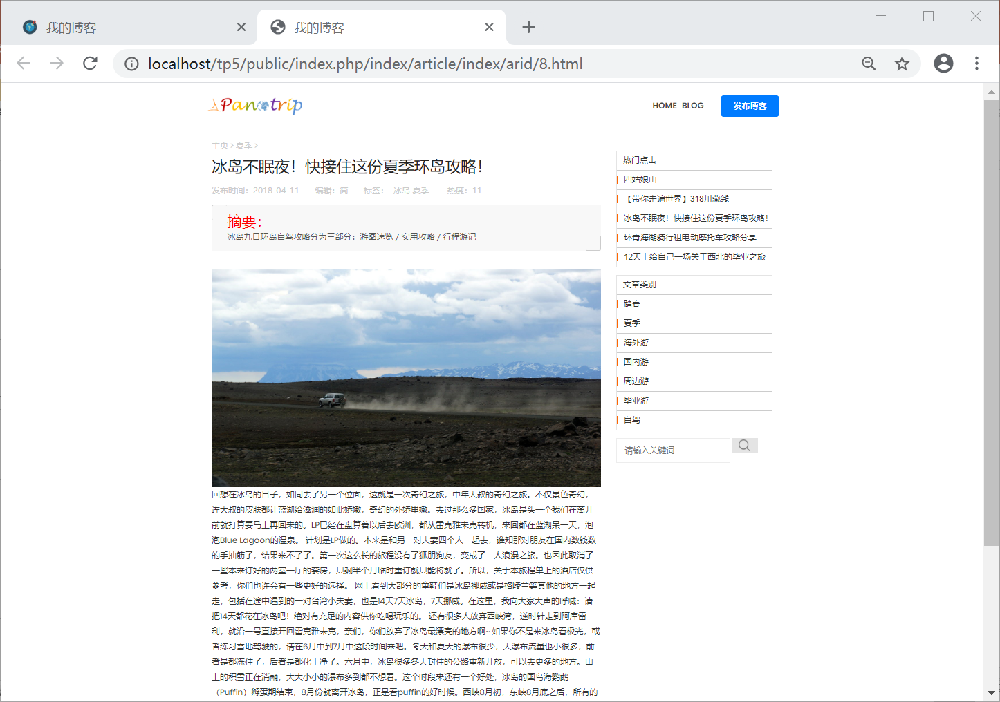 我的博客
我的博客
localhost/tp5/public/index.php/index/article/index/arid/8.html
Panotrip
HOME BLOG 发布博客
主页 > 夏季 >
冰岛不眠夜！快接住这份夏季环岛攻略！
发布时间：2018-04-11 编辑：简 标签： 冰岛 夏季 热度：11
摘要：
冰岛九日环岛自驾攻略分为三部分：游图速览 / 实用攻略 / 行程游记
回想在冰岛的日子，如同去了另一个位面，这就是一次奇幻之旅，中年大叔的奇幻之旅。不仅景色奇幻，
连大叔的皮肤都让蓝湖给滋润的如此娇嫩，奇幻的外娇里嫩。去过那么多国家，冰岛是头一个我们在离开
前就打算要马上再回来的。LP已经在盘算着以后去欧洲，都从雷克雅未克转机，来回都在蓝湖呆一天，泡
泡Blue Lagoon的温泉。 计划是LP做的。本来是和另一对夫妻四个人一起去，谁知那对朋友在国内数钱数
的手抽筋了，结果来不了了。第一次这么长的旅程没有了狐朋狗友，变成了二人浪漫之旅。也因此取消了
一些本来订好的两室一厅的套房，只剩半个月临时重订就只能将就了。所以，关于本旅程单上的酒店仅供
参考，你们也许会有一些更好的选择。 网上看到大部分的童鞋们是冰岛挪威或是格陵兰等其他的地方一起
走，包括在途中遇到的一对台湾小夫妻，也是14天7天冰岛，7天挪威。在这里，我向大家大声的呼喊：请
把14天都花在冰岛吧！绝对有充足的内容供你吃喝玩乐的。 还有很多人放弃西峡湾，逆时针走到阿库雷
利，就沿一号直接开回雷克雅未克，亲们，你们放弃了冰岛最漂亮的地方啊~ 如果你不是来冰岛看极光，或
者练习雪地驾驶的，请在6月中到7月中这段时间来吧。冬天和夏天的瀑布很少，大瀑布流量也小很多，前
者是都冻住了，后者是都化干净了。六月中，冰岛很多冬天封住的公路重新开放，可以去更多的地方。山
上的积雪正在消融，大大小小的瀑布多到都不想看。这个时段来还有一个好处，冰岛的国鸟海鹦鹉
（Puffin）孵蛋期结束，8月份就离开冰岛，正是看puffin的好时候。西峡8月初，东峡8月底之后，所有的
热门点击
四姑娘山
【带你走遍世界】318川藏线
冰岛不眠夜！快接住这份夏季环岛攻略！
环青海湖骑行租电动摩托车攻略分享
12天丨给自己一场关于西北的毕业之旅
文章类别
踏春
夏季
海外游
国内游
周边游
毕业游
自驾
请输入关键词